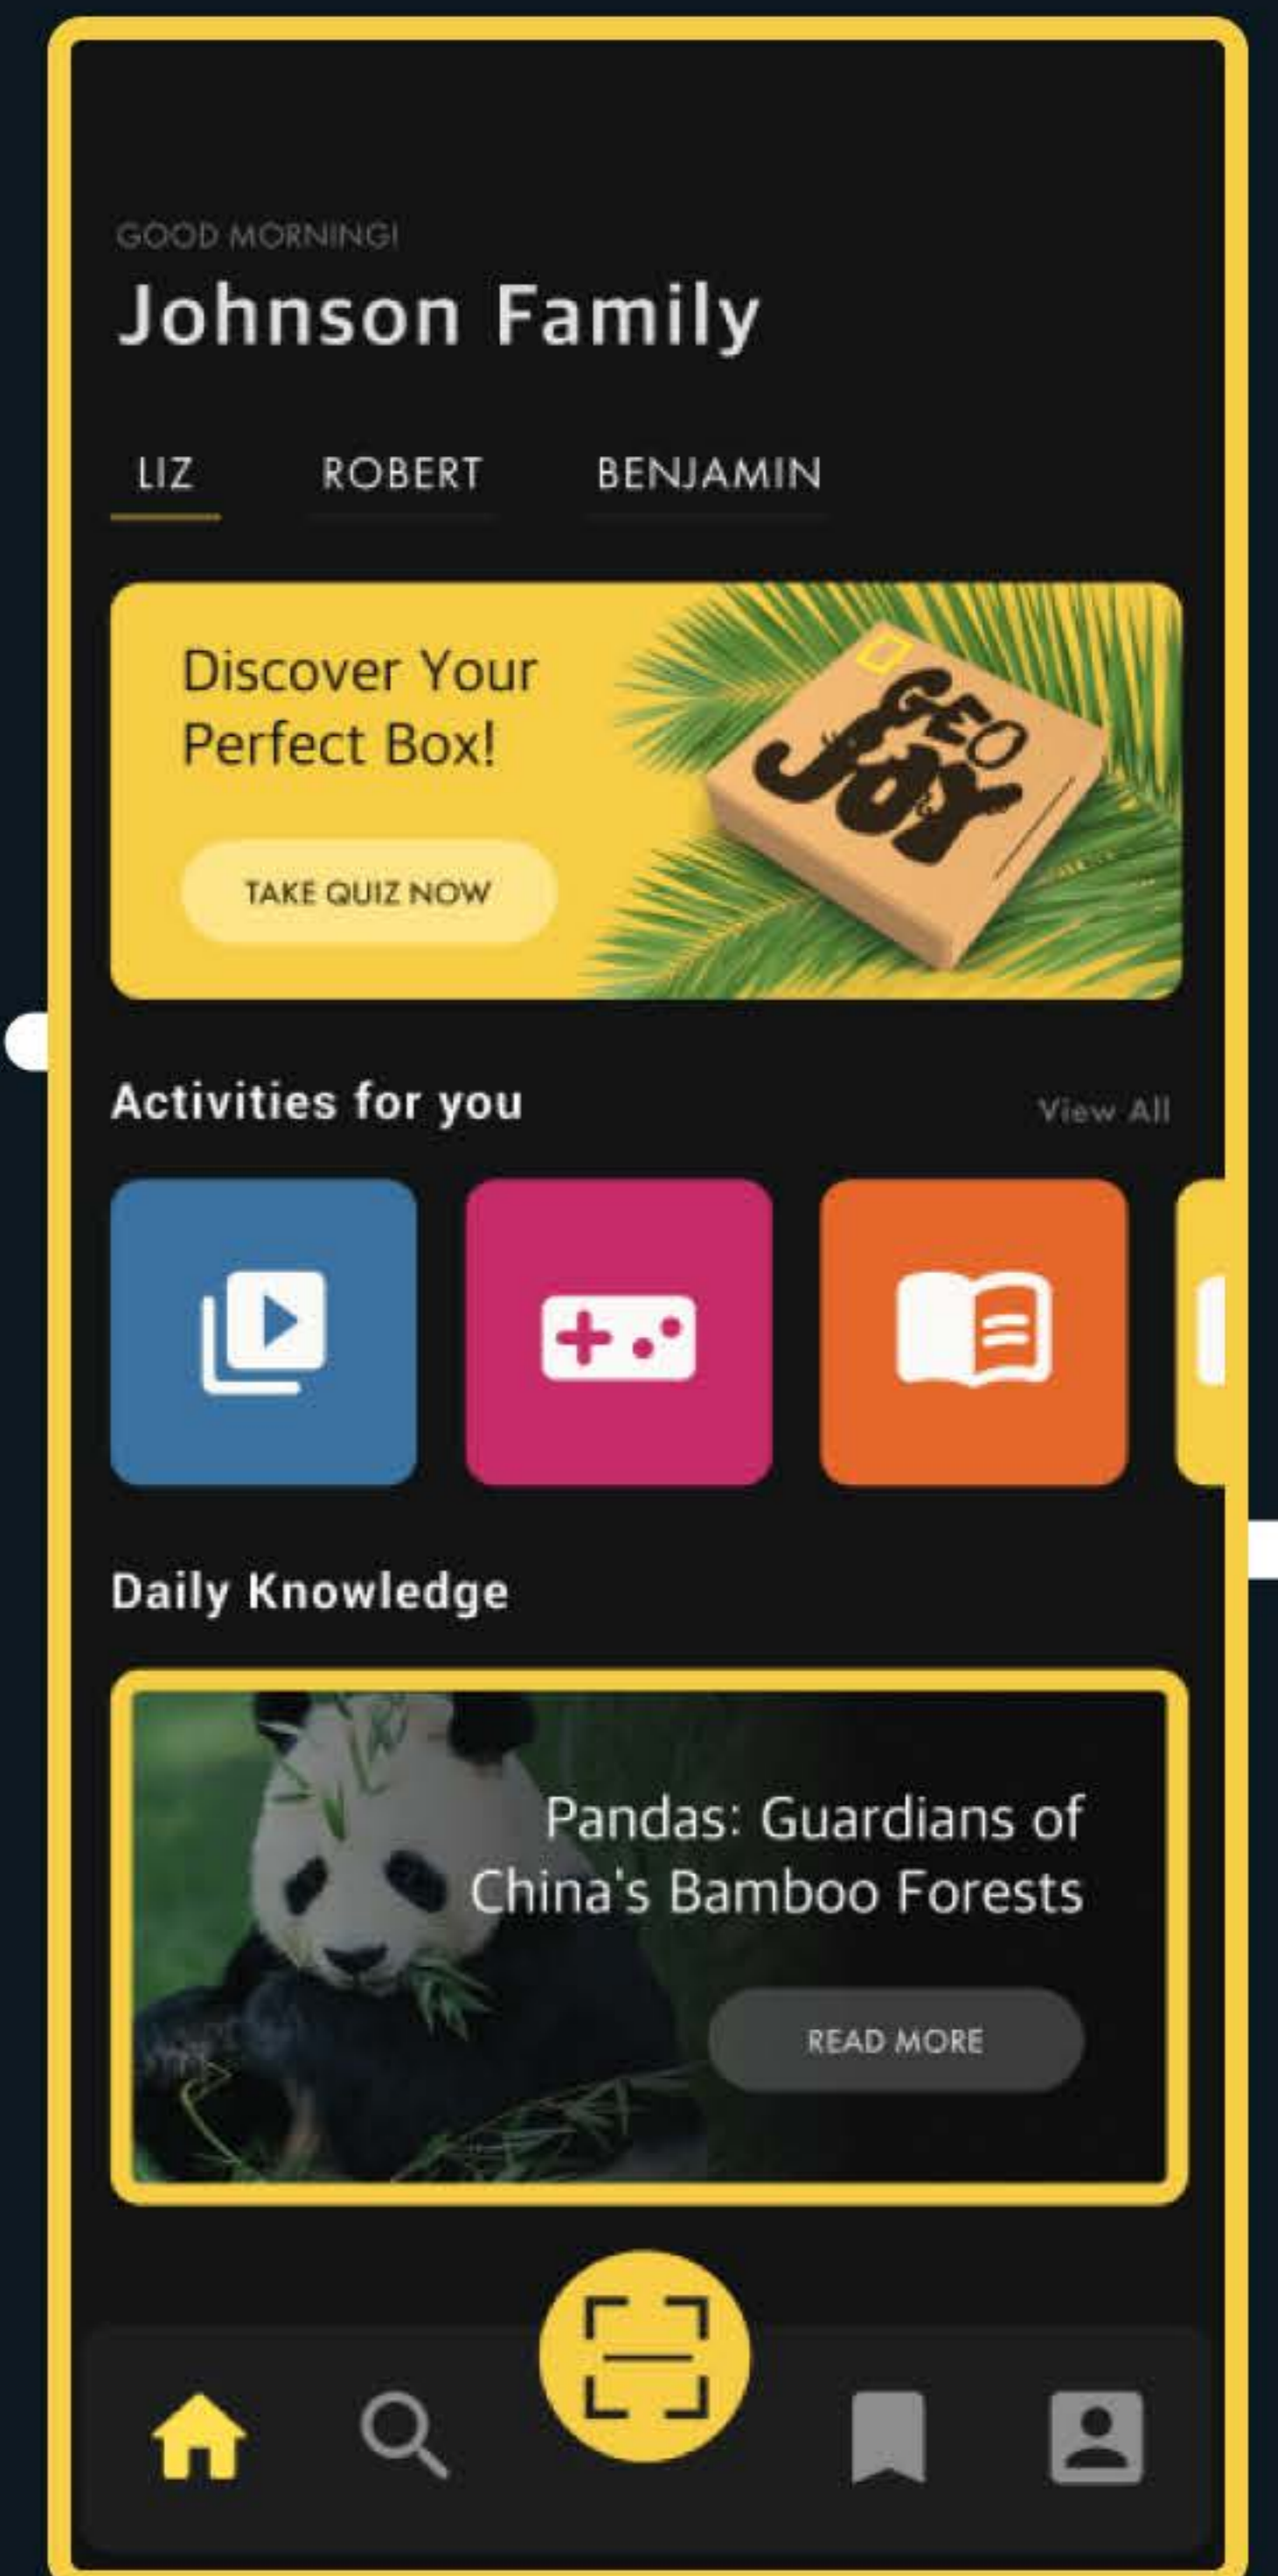 GOOD MORNING!
Johnson Family
LIZ ROBERT BENJAMIN
Discover Your
Perfect Box!
TAKE QUIZ NOW
GEO
JOY
Activities for you
View All
Daily Knowledge
Pandas: Guardians of
China's Bamboo Forests
READ MORE